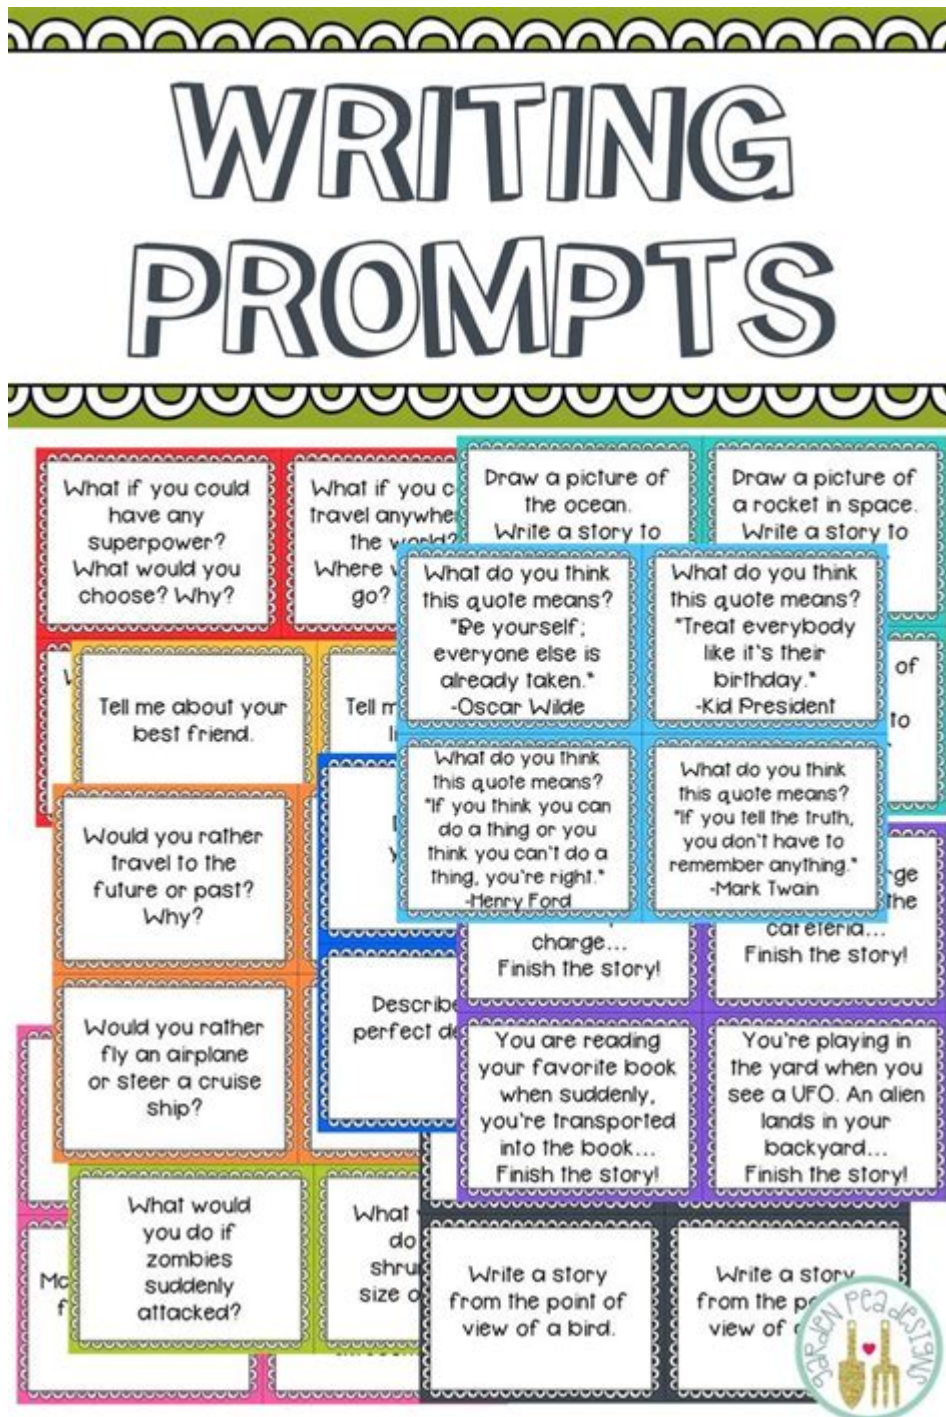 WRITING
PROMPTS
What if you could
have any
superpower?
What would you
choose? Why?
What if you
travel
the world?
Where
go?
Draw a picture of
the ocean.
Write a story to
Draw a picture of
a rocket in space.
Write a story to
What do you think
this quote means?
"Be yourself;
everyone else is
already taken."
-Oscar Wilde
What do you think
this quote means?
"Treat everybody
like it's their
birthday."
-Kid President
of
to
Tell me about your
best friend.
Tell
What do you think
this quote means?
"If you think you can
do a thing or you
think you can't do a
thing, you're right."
-Henry Ford
What do you think
this quote means?
"If you tell the truth,
you don't have to
remember anything."
-Mark Twain
Would you rather
travel to the
future or past?
Why?
charge...
Finish the story!
the
cafeteria...
Finish the story!
Would you rather
fly an airplane
or steer a cruise
ship?
Describe
perfect
You are reading
your favorite book
when suddenly,
you're transported
into the book...
Finish the story!
You're playing in
the yard when you
see a UFO. An alien
lands in your
backyard...
Finish the story!
What would
you do if
zombies
suddenly
attacked?
What
do
size
Write a story
from the point of
view of a bird.
Write a story
from the
view of
GARDEN PEA DESIGNS